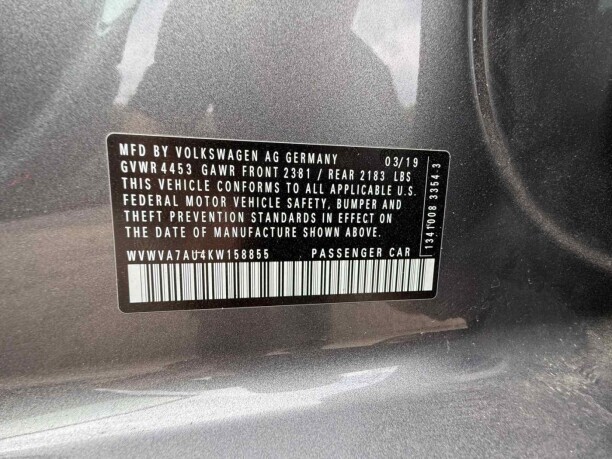 MFD BY VOLKSWAGEN AG GERMANY 03/19
GVWR 4453 GAWR FRONT 2381 / REAR 2183 LBS
THIS VEHICLE CONFORMS TO ALL APPLICABLE U.S.
FEDERAL MOTOR VEHICLE SAFETY, BUMPER AND
THEFT PREVENTION STANDARDS IN EFFECT ON
THE DATE OF MANUFACTURE SHOWN ABOVE.
WVWVA7AU4KW158855 PASSENGER CAR
1341008 3354 3